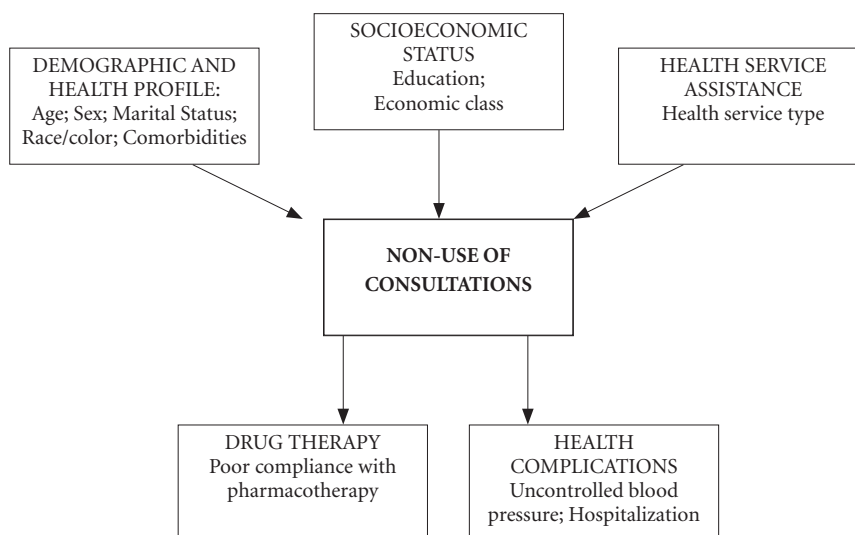 DEMOGRAPHIC AND
HEALTH PROFILE:
Age; Sex; Marital Status;
Race/color; Comorbidities
SOCIOECONOMIC
STATUS
Education;
Economic class
HEALTH SERVICE
ASSISTANCE
Health service type
NON-USE OF
CONSULTATIONS
DRUG THERAPY
Poor compliance with
pharmacotherapy
HEALTH
COMPLICATIONS
Uncontrolled blood
pressure; Hospitalization